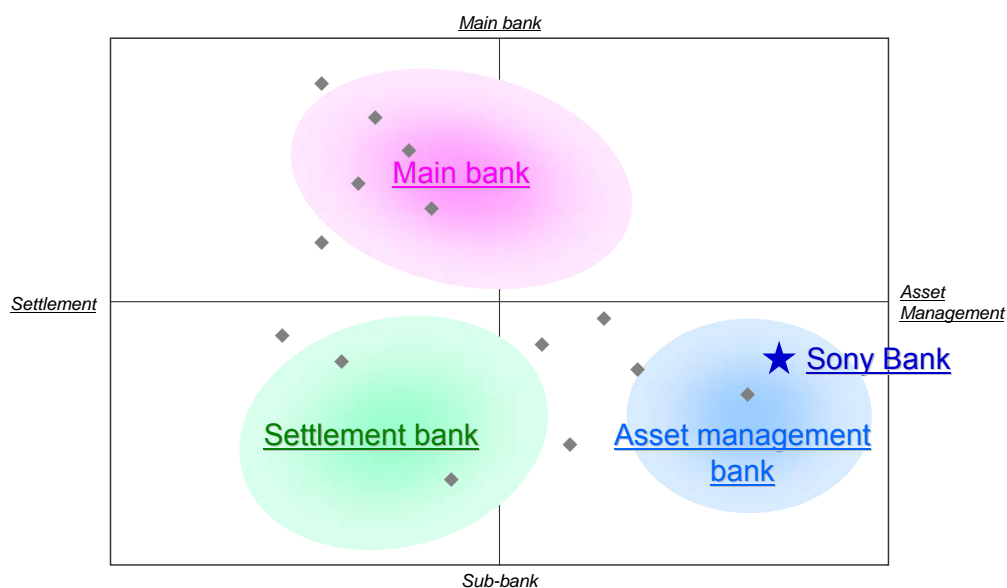 Main bank
Main bank
Settlement
Asset
Management
Sony Bank
Settlement bank
Asset management
bank
Sub-bank